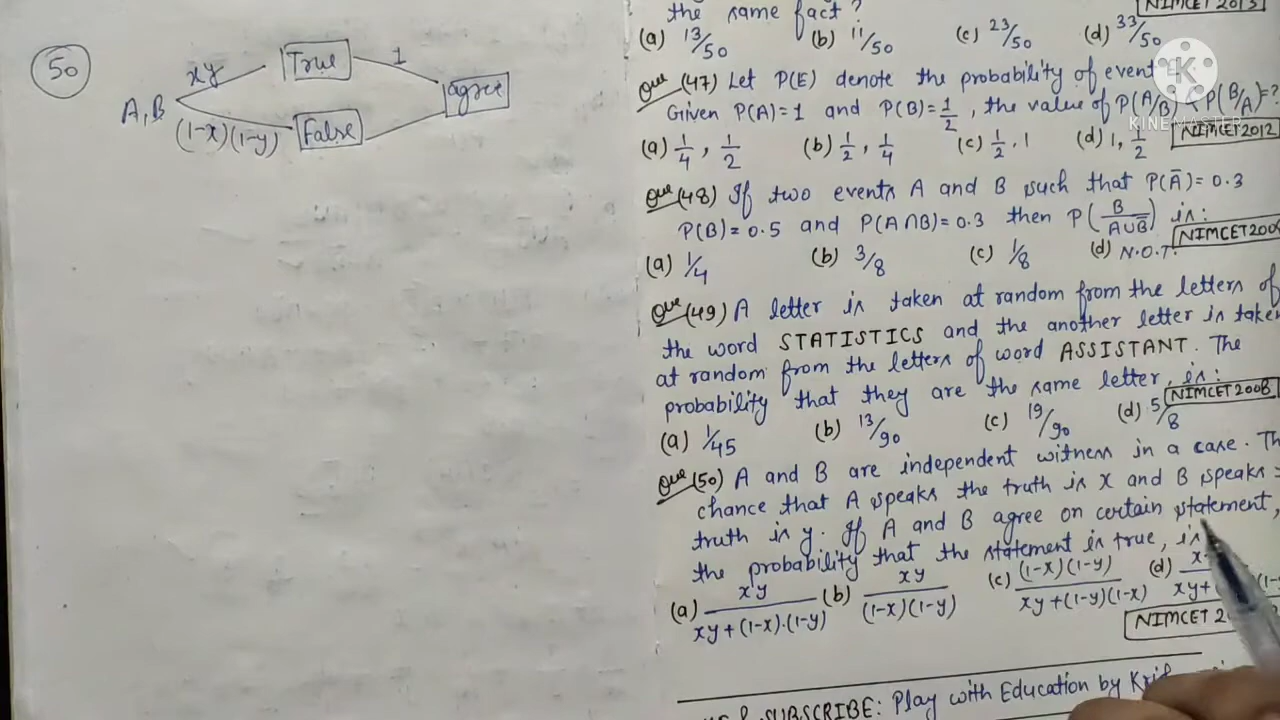 50
A,B
xy
True
1
agree
(1-x)(1-y)
False
the same fact?
NIMCET 2013
(a) 13/50 (b) 11/50 (c) 23/50 (d) 33/50
Que (47) Let P(E) denote the probability of event
Given P(A)=1 and P(B)=1/2, the value of P(A/B) P(B/A)=?
K
KINEMASTER
(a) 1/4, 1/2 (b) 1/2, 1/4 (c) 1/2, 1 (d) 1, 1/2
NIMCET 2012
Que (48) If two events A and B such that P(Ā)=0.3
P(B)=0.5 and P(A∩B)=0.3 then P(B/A∪B̅) is:
(a) 1/4 (b) 3/8 (c) 1/8 (d) N.O.T.
Que (49) A letter is taken at random from the letters of
the word STATISTICS and the another letter is taken
at random from the letters of word ASSISTANT. The
probability that they are the same letter, is:
NIMCET 2008
(a) 1/45 (b) 13/90 (c) 19/90 (d) 5/8
Que (50) A and B are independent witness in a case. Th
chance that A speaks the truth is x and B speaks
truth is y. If A and B agree on certain statement,
the probability that the statement is true, is
(a) xy/xy+(1-x).(1-y) (b) xy/(1-x)(1-y) (c) (1-x)(1-y)/xy+(1-y)(1-x) (d)
NIMCET
SUBSCRIBE: Play with Education by